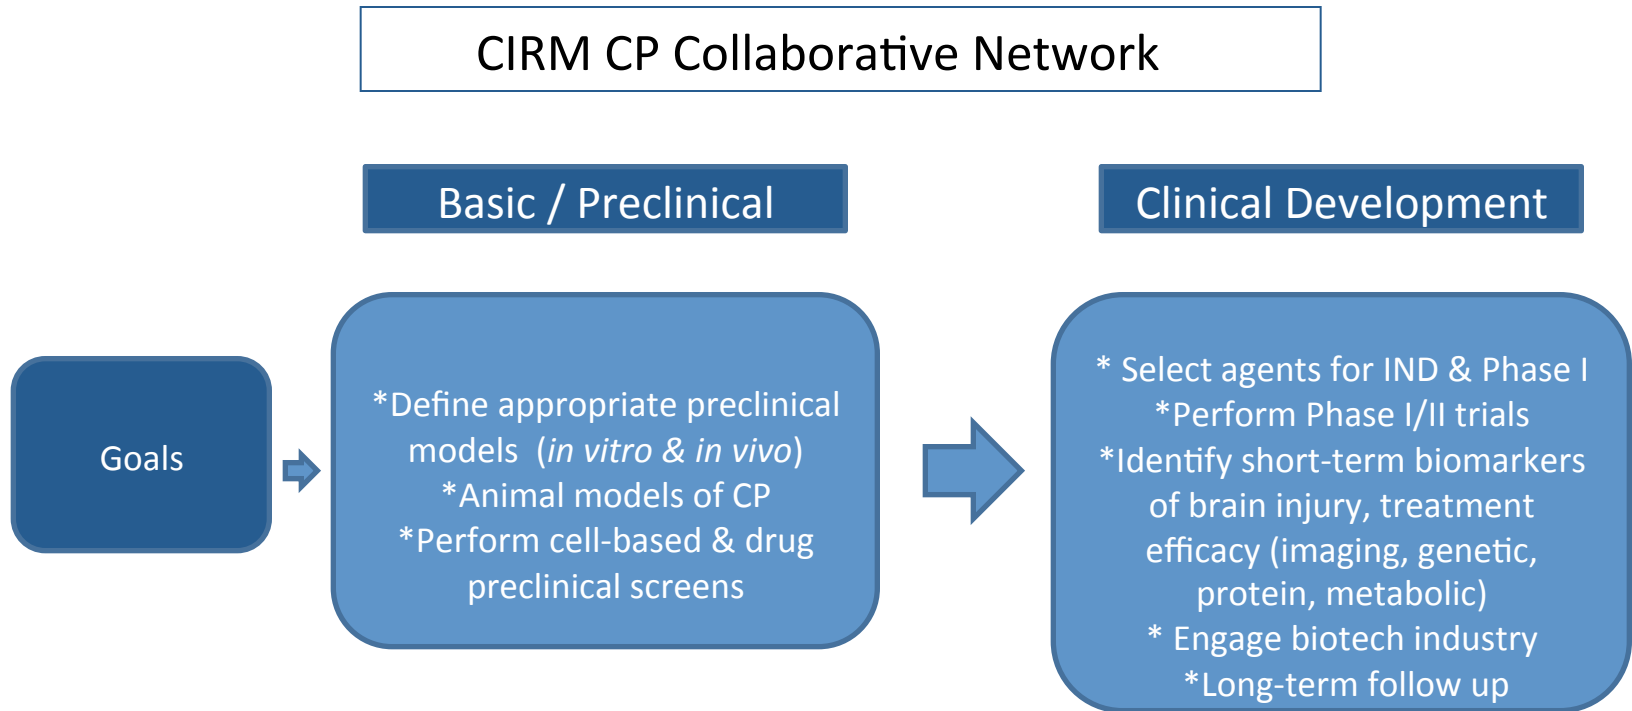 CIRM CP Collaborative Network
Basic / Preclinical
Clinical Development
Goals
*Define appropriate preclinical
models (in vitro & in vivo)
*Animal models of CP
*Perform cell-based & drug
preclinical screens
* Select agents for IND & Phase I
*Perform Phase I/II trials
*Identify short-term biomarkers
of brain injury, treatment
efficacy (imaging, genetic,
protein, metabolic)
* Engage biotech industry
*Long-term follow up